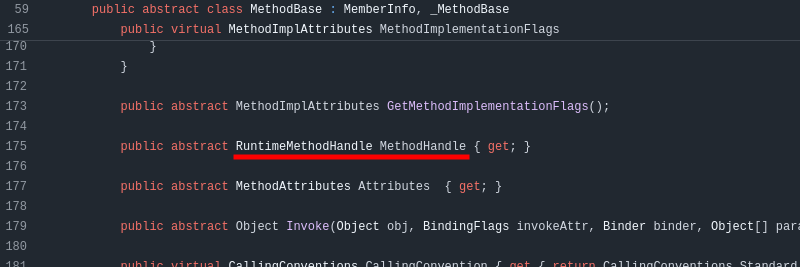 59 public abstract class MethodBase : MemberInfo, _MethodBase
165 public virtual MethodImplAttributes MethodImplementationFlags
170 }
171 }
172
173 public abstract MethodImplAttributes GetMethodImplementationFlags();
174
175 public abstract RuntimeMethodHandle MethodHandle { get; }
176
177 public abstract MethodAttributes Attributes  { get; }
178
179 public abstract Object Invoke(Object obj, BindingFlags invokeAttr, Binder binder, Object[] para
180
181 public virtual CallingConventions CallingConvention { get { return CallingConventions.Standard